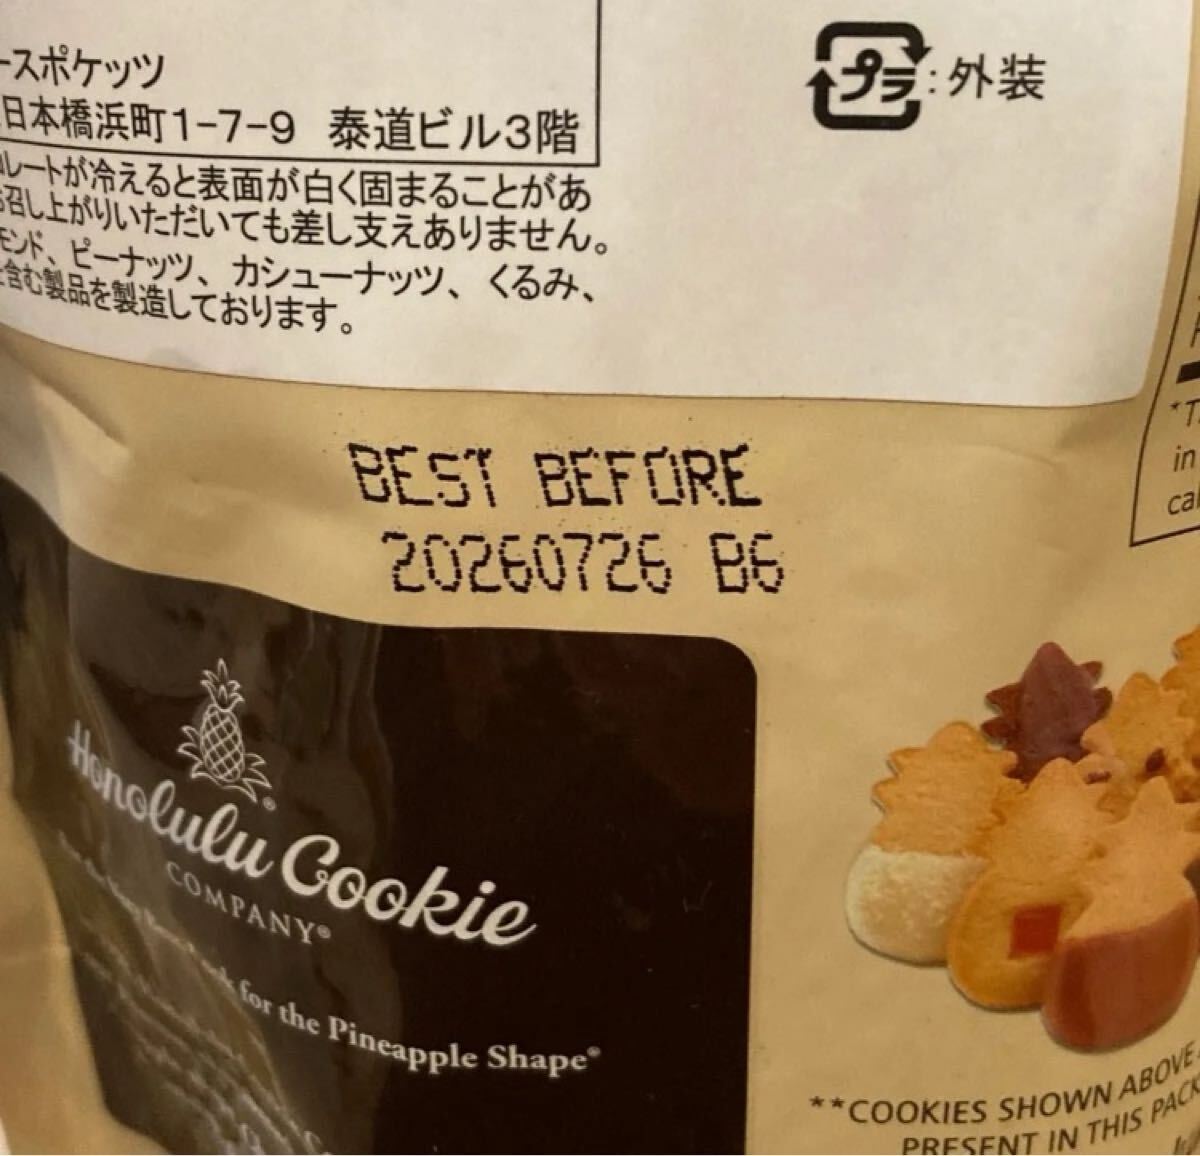 ースポケッツ
日本橋浜町1-7-9 泰道ビル3階
レートが冷えると表面が白く固まることがあ
召し上がりいただいても差し支えありません。
モンド、ピーナッツ、カシューナッツ、くるみ、
含む製品を製造しております。
プラ:外装
BEST BEFORE
20260726 B6
*T
in
cal
Honolulu Cookie
COMPANY®
for the Pineapple Shape®
**COOKIES SHOWN ABOVE
PRESENT IN THIS PACK